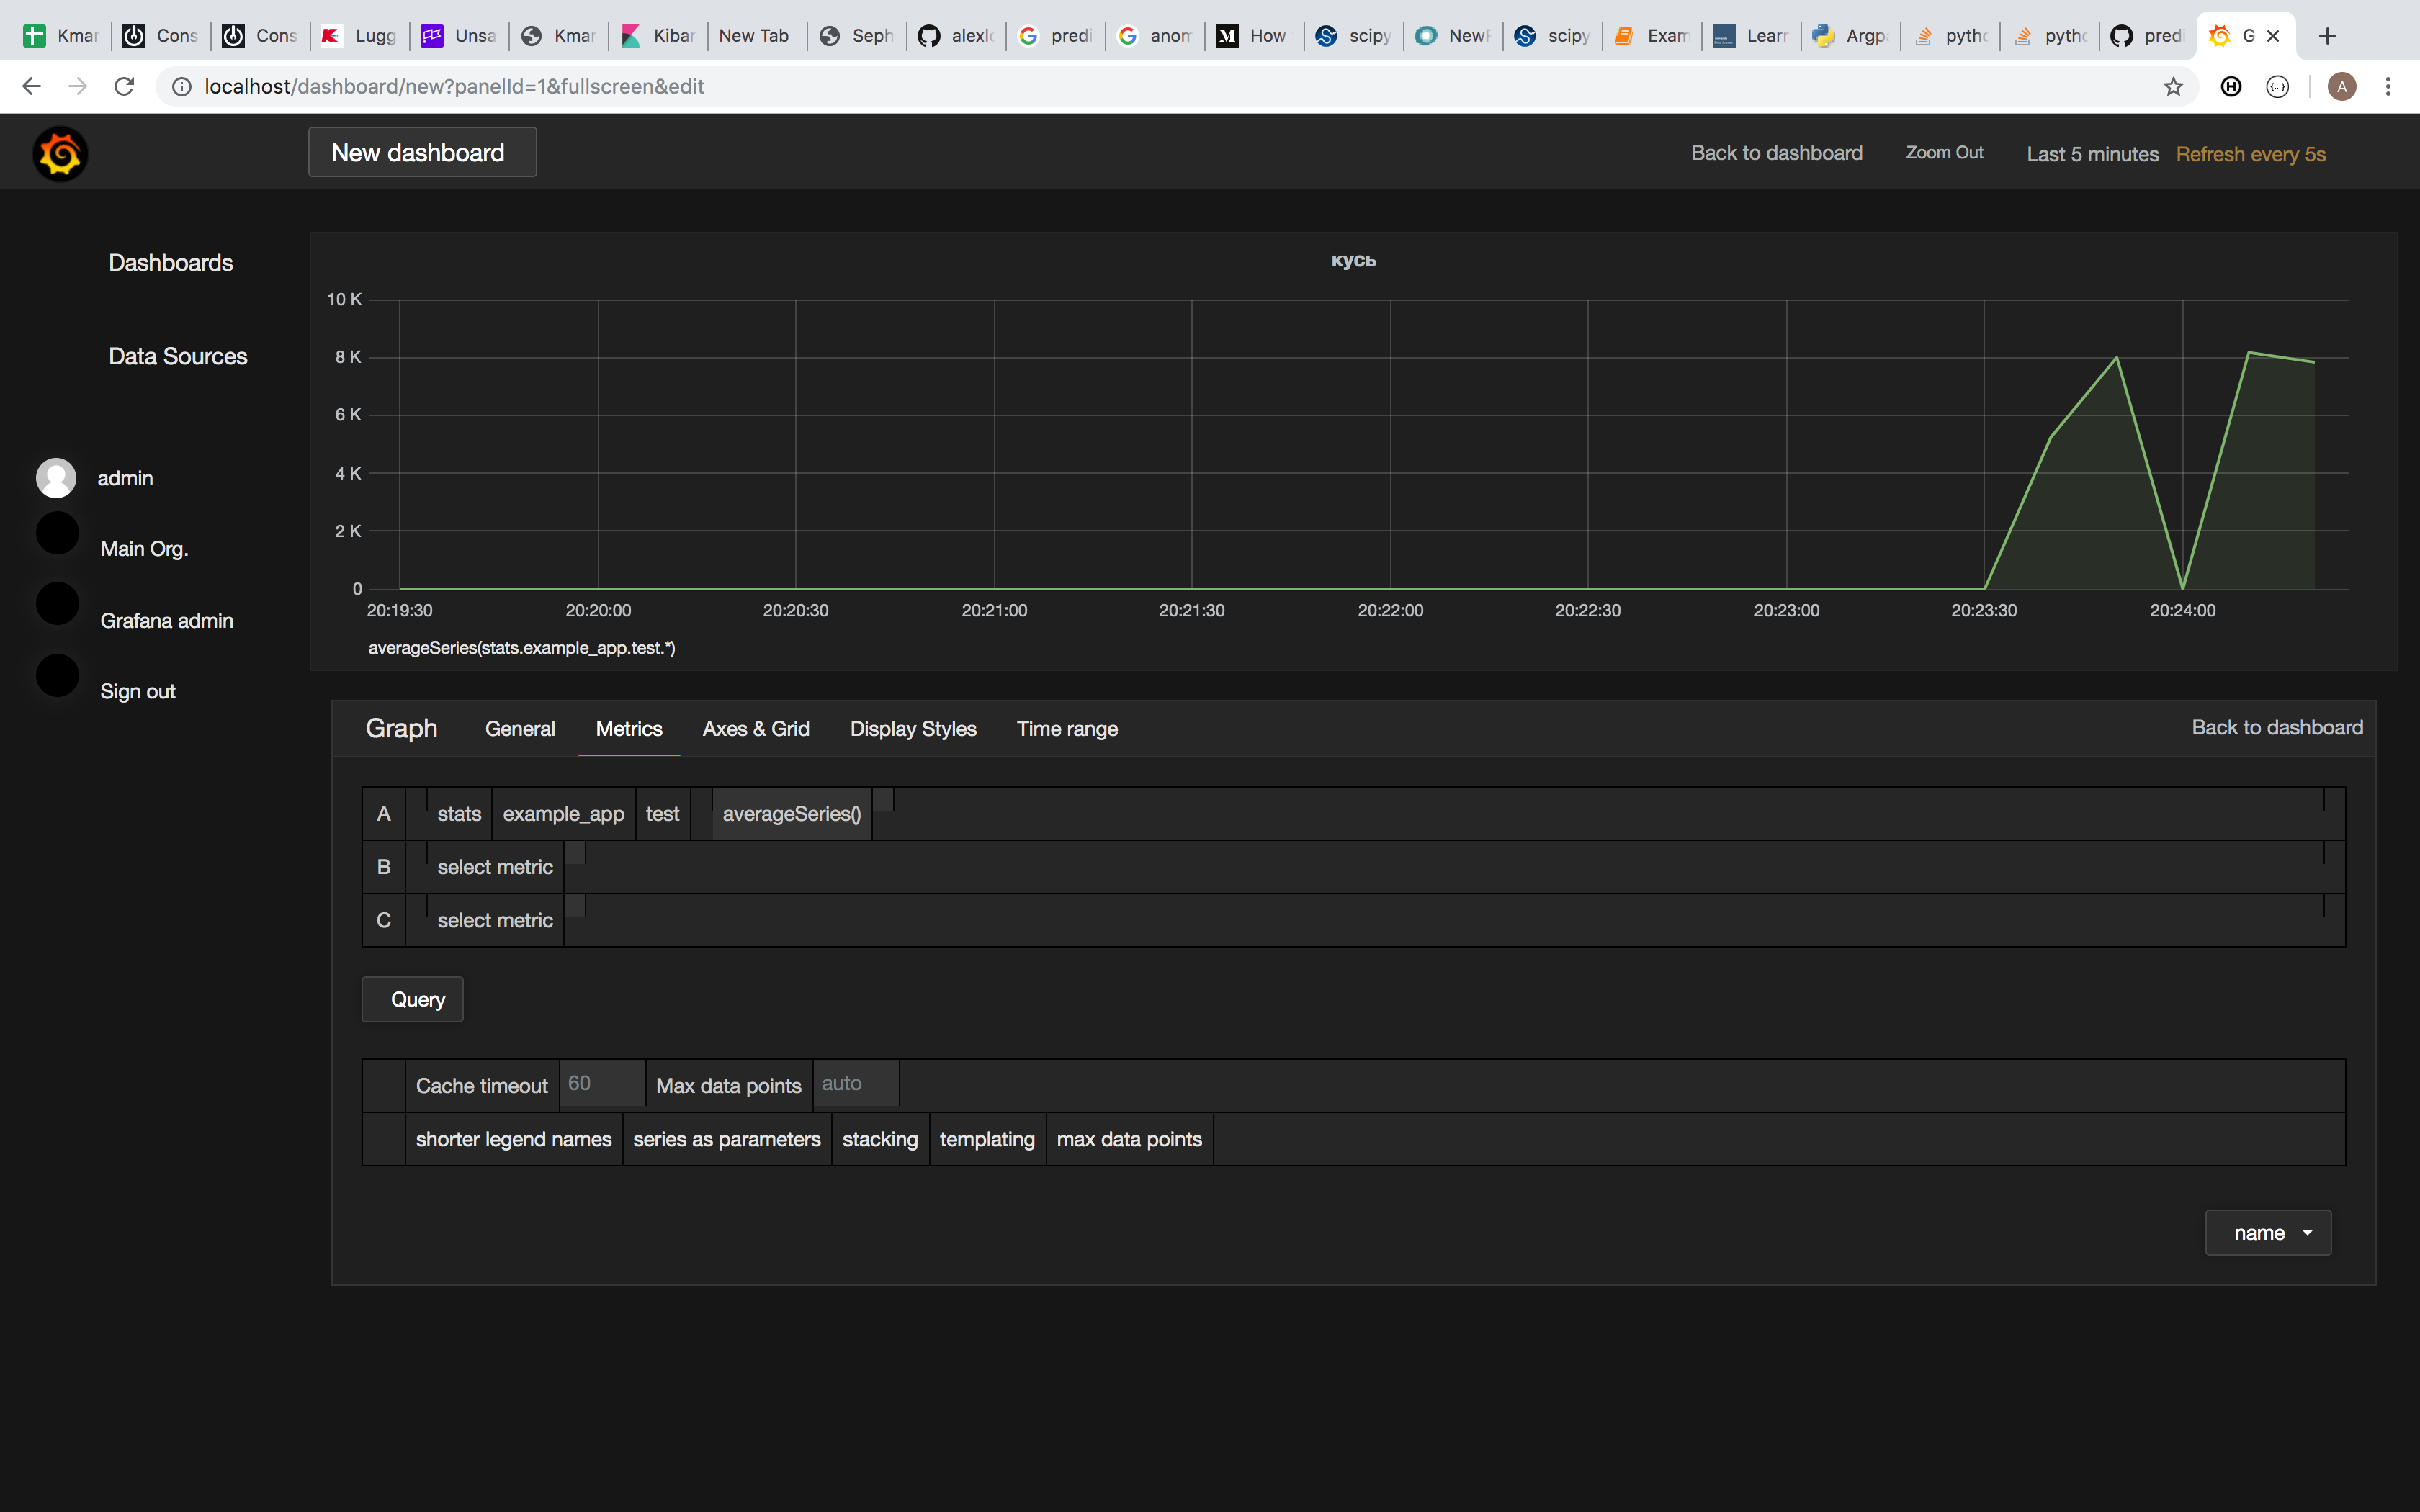 Kmar Cons Cons Lugg Unsa Kmar Kibar New Tab Seph alexlo predi anom How scipy NewF scipy Exam Learn Argp pytho pytho predi G
localhost/dashboard/new?panelId=1&fullscreen&edit A
New dashboard Back to dashboard Zoom Out Last 5 minutes Refresh every 5s
Dashboards
Data Sources
admin
Main Org.
Grafana admin
Sign out
кусь
10 K
8 K
6 K
4 K
2 K
0
20:19:30 20:20:00 20:20:30 20:21:00 20:21:30 20:22:00 20:22:30 20:23:00 20:23:30 20:24:00
averageSeries(stats.example_app.test.*)
Graph General Metrics Axes & Grid Display Styles Time range Back to dashboard
A stats example_app test averageSeries()
B select metric
C select metric
Query
Cache timeout 60 Max data points auto
shorter legend names series as parameters stacking templating max data points
name